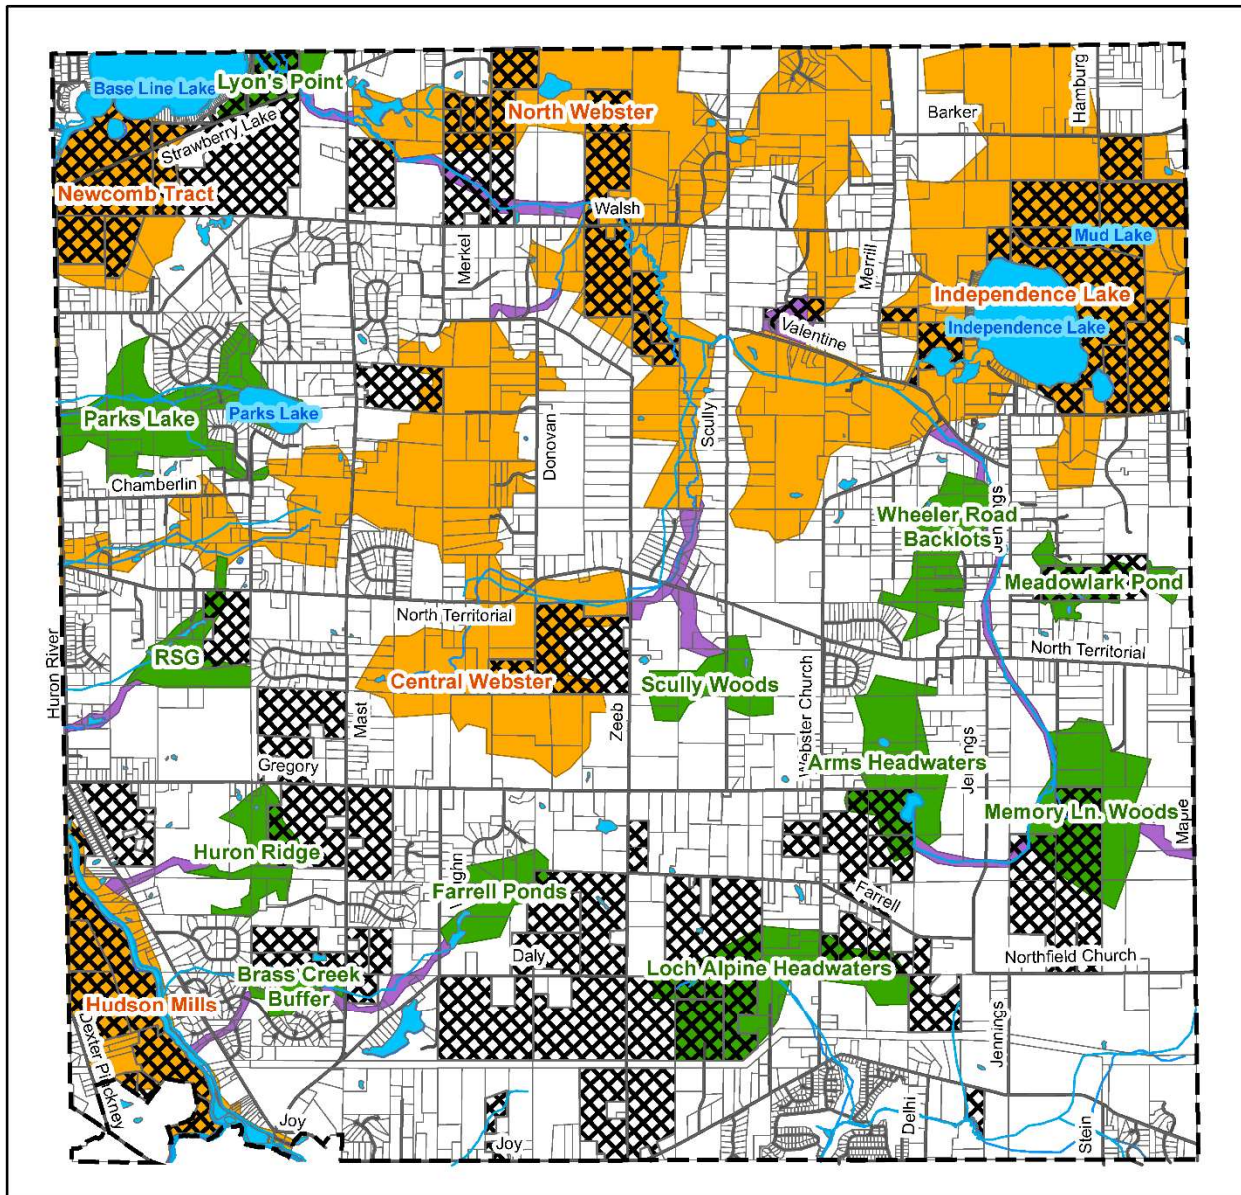 Lyon's Point
Base Line Lake
Strawberry Lake
North Webster
Barker
Hamburg
Newcomb Tract
Walsh
Merkel
Merrill
Mud Lake
Independence Lake
Independence Lake
Valentine
Parks Lake
Parks Lake
Scully
Donovan
Chamberlin
Wheeler Road
Backlots
Jennings
Meadowlark Pond
North Territorial
North Territorial
RSG
Huron River
Central Webster
Scully Woods
Mast
Zeeb
Webster Church
Gregory
Arms Headwaters
Jennings
Memory Ln. Woods
Maple
Huron Ridge
Farrell Ponds
Farrell
Daly
Northfield Church
Loch Alpine Headwaters
Brass Creek
Buffer
Hudson Mills
Dexter Pinckney
Jennings
Joy
Joy
Delhi
Stein